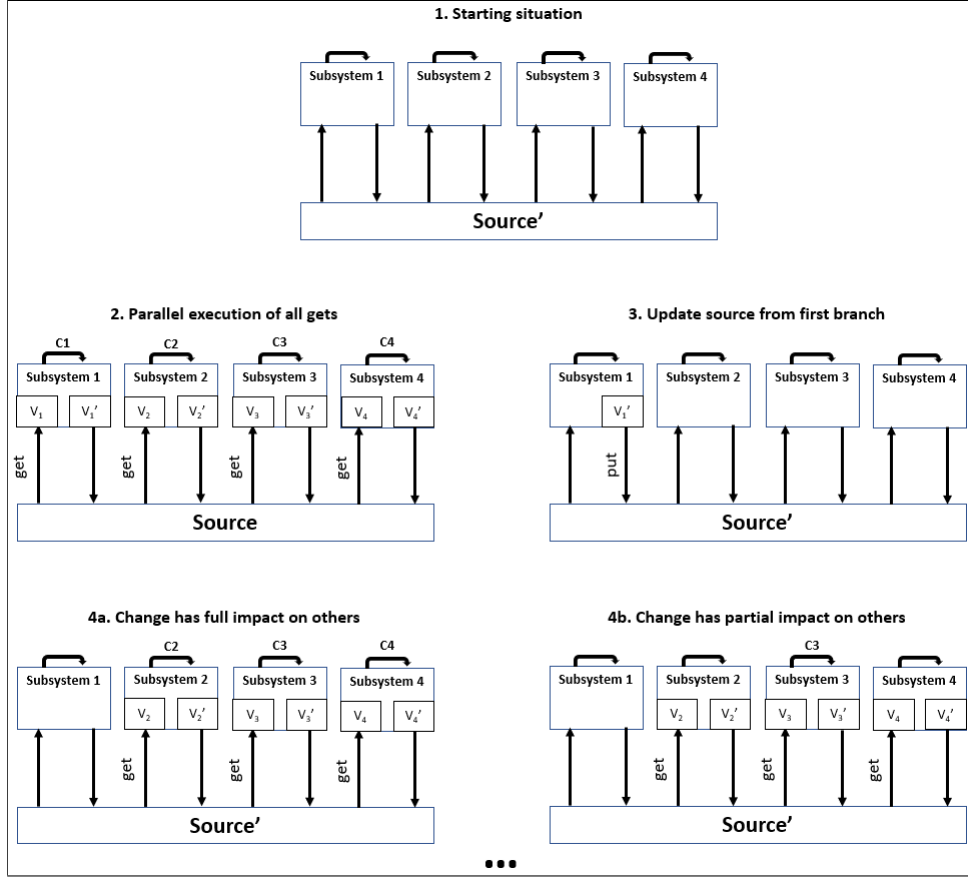 1. Starting situation
Subsystem 1 Subsystem 2 Subsystem 3 Subsystem 4
Source’
2. Parallel execution of all gets
C1 C2 C3 C4
Subsystem 1 Subsystem 2 Subsystem 3 Subsystem 4
V₁ V₁’ V₂ V₂’ V₃ V₃’ V₄ V₄’
get get get get
Source
3. Update source from first branch
Subsystem 1 Subsystem 2 Subsystem 3 Subsystem 4
V₁’
put
Source’
4a. Change has full impact on others
C2 C3 C4
Subsystem 1 Subsystem 2 Subsystem 3 Subsystem 4
V₂ V₂’ V₃ V₃’ V₄ V₄’
get get get
Source’
4b. Change has partial impact on others
C3
Subsystem 1 Subsystem 2 Subsystem 3 Subsystem 4
V₂ V₂’ V₃ V₃’ V₄ V₄’
get get get
Source’
...